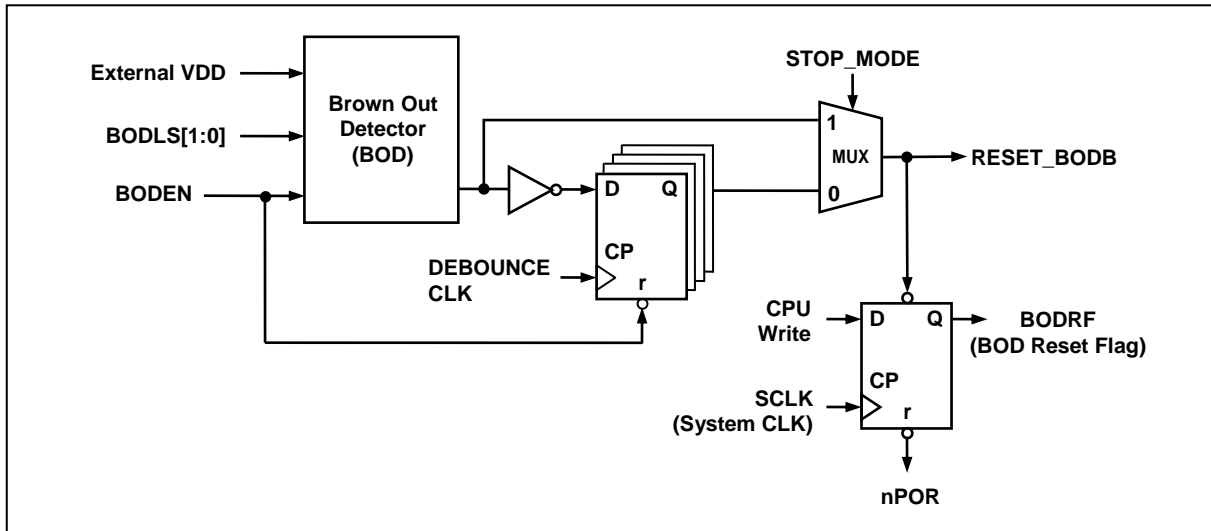 External VDD
BODLS[1:0]
BODEN
Brown Out
Detector
(BOD)
STOP_MODE
1
MUX
0
RESET_BODB
D Q
CP
r
DEBOUNCE
CLK
CPU
Write
D Q
CP
r
BODRF
(BOD Reset Flag)
SCLK
(System CLK)
nPOR